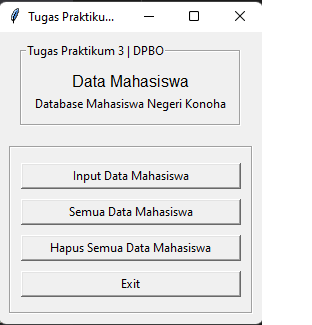 Tugas Praktiku...
Tugas Praktikum 3 | DPBO
Data Mahasiswa
Database Mahasiswa Negeri Konoha
Input Data Mahasiswa
Semua Data Mahasiswa
Hapus Semua Data Mahasiswa
Exit